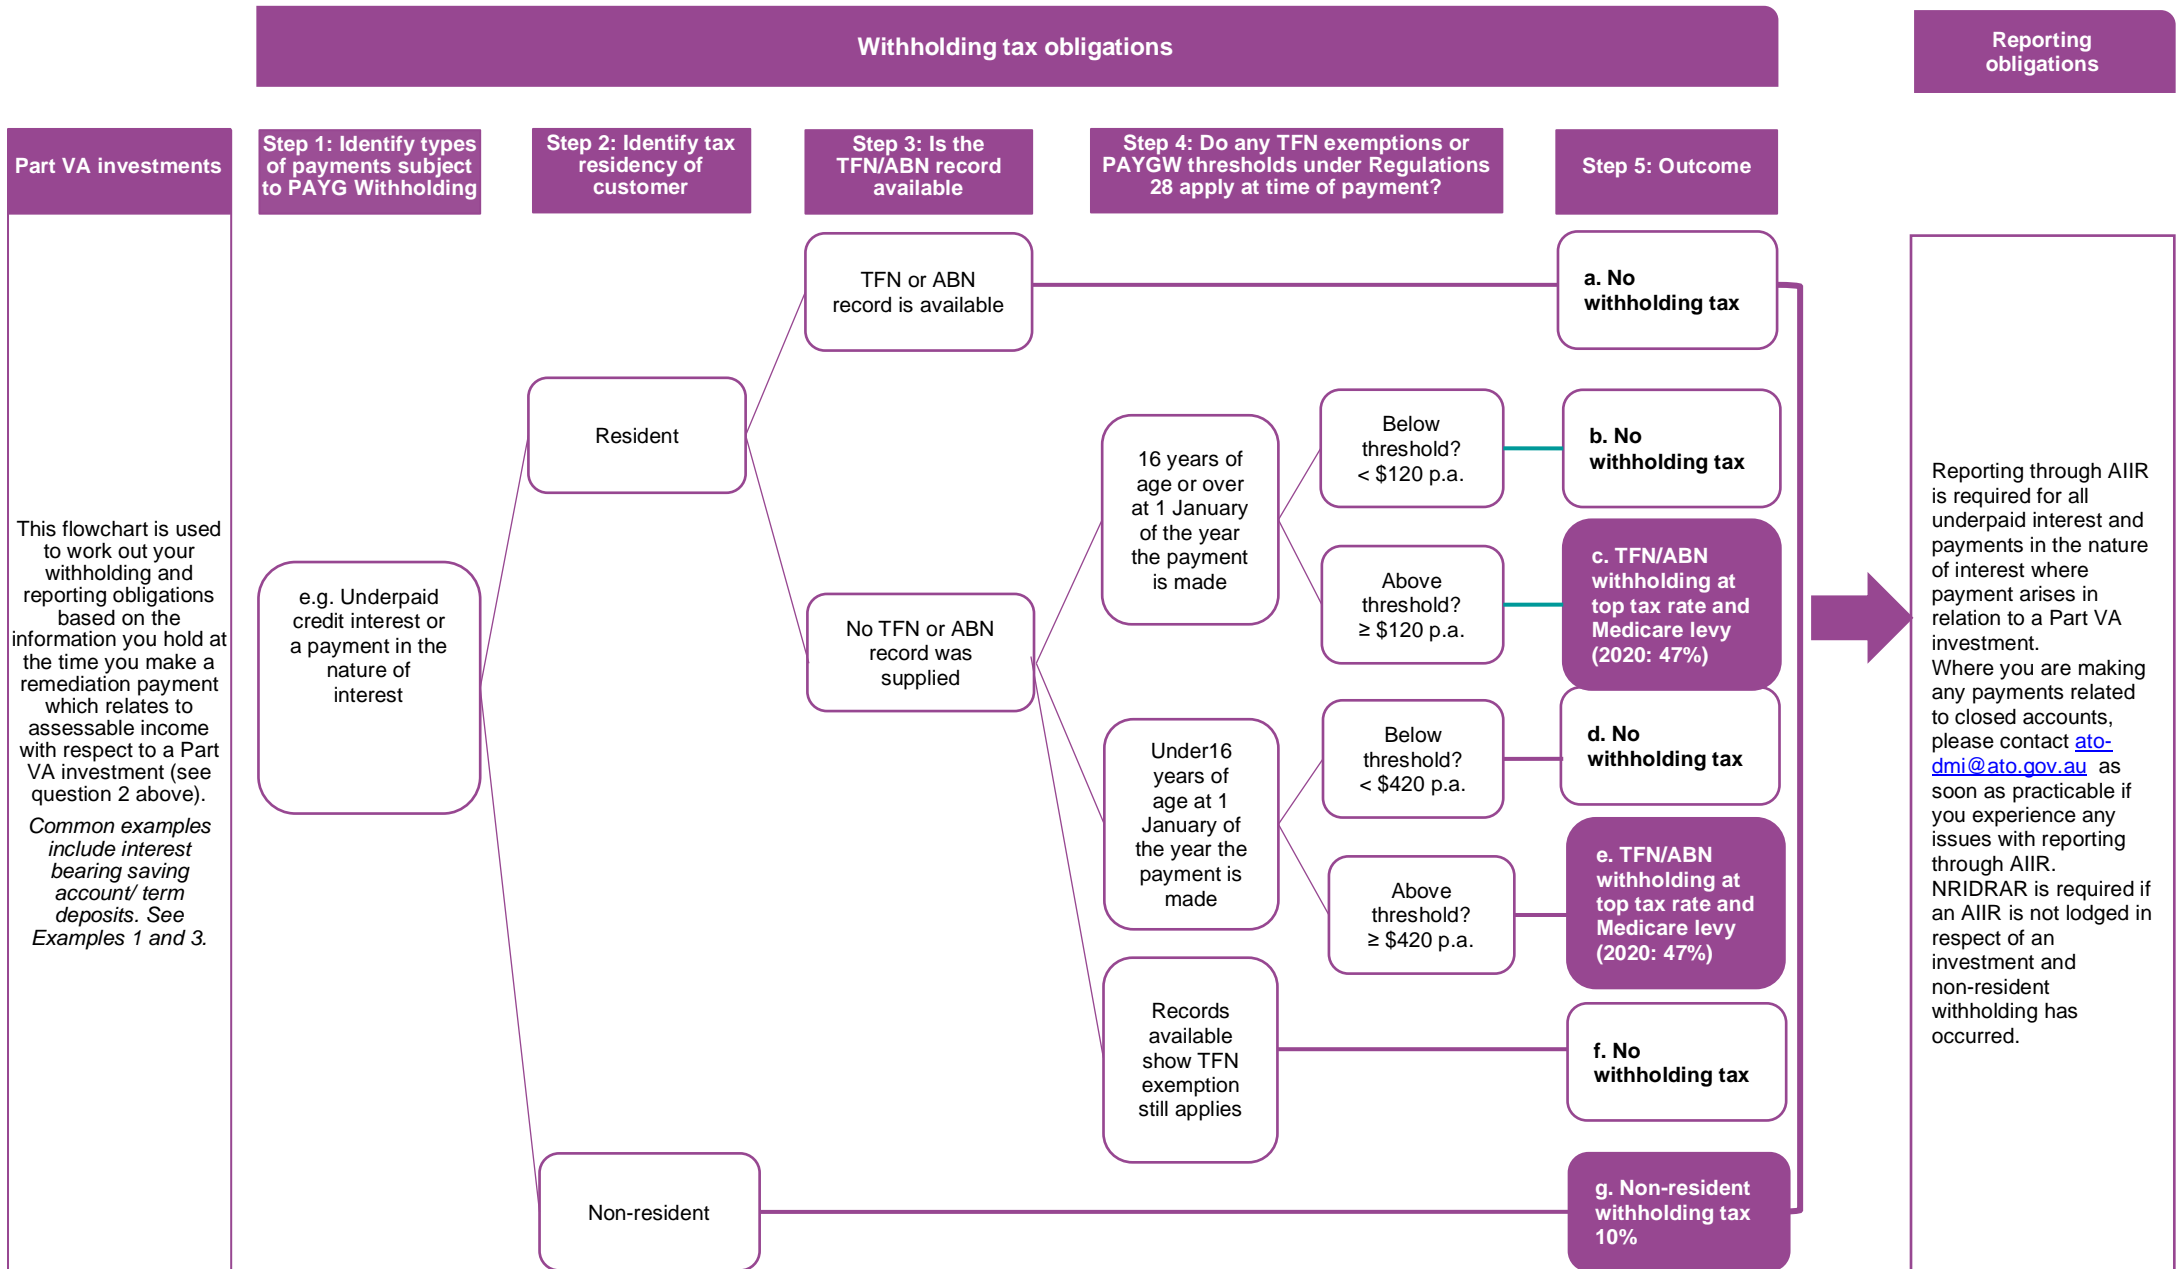 Withholding tax obligations
Reporting
obligations
Part VA investments
Step 1: Identify types
of payments subject
to PAYG Withholding
Step 2: Identify tax
residency of
customer
Step 3: Is the
TFN/ABN record
available
Step 4: Do any TFN exemptions or
PAYGW thresholds under Regulations
28 apply at time of payment?
Step 5: Outcome
This flowchart is used
to work out your
withholding and
reporting obligations
based on the
information you hold at
the time you make a
remediation payment
which relates to
assessable income
with respect to a Part
VA investment (see
question 2 above).
Common examples
include interest
bearing saving
account/ term
deposits. See
Examples 1 and 3.
e.g. Underpaid
credit interest or
a payment in the
nature of
interest
Resident
Non-resident
TFN or ABN
record is available
No TFN or ABN
record was
supplied
16 years of
age or over
at 1 January
of the year
the payment
is made
Under16
years of
age at 1
January of
the year the
payment is
made
Records
available
show TFN
exemption
still applies
Below
threshold?
< $120 p.a.
Above
threshold?
≥ $120 p.a.
Below
threshold?
< $420 p.a.
Above
threshold?
≥ $420 p.a.
a. No
withholding tax
b. No
withholding tax
c. TFN/ABN
withholding at
top tax rate and
Medicare levy
(2020: 47%)
d. No
withholding tax
e. TFN/ABN
withholding at
top tax rate and
Medicare levy
(2020: 47%)
f. No
withholding tax
g. Non-resident
withholding tax
10%
Reporting through AIIR
is required for all
underpaid interest and
payments in the nature
of interest where
payment arises in
relation to a Part VA
investment.
Where you are making
any payments related
to closed accounts,
please contact ato-
dmi@ato.gov.au as
soon as practicable if
you experience any
issues with reporting
through AIIR.
NRIDRAR is required if
an AIIR is not lodged in
respect of an
investment and
non-resident
withholding has
occurred.